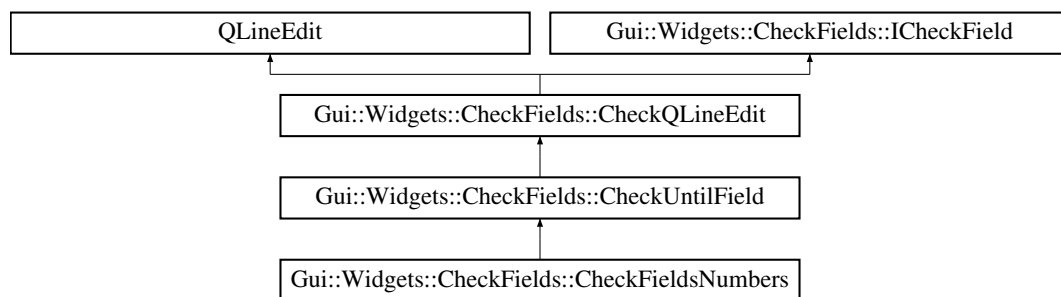 QLineEdit
Gui::Widgets::CheckFields::ICheckField
Gui::Widgets::CheckFields::CheckQLineEdit
Gui::Widgets::CheckFields::CheckUntilField
Gui::Widgets::CheckFields::CheckFieldsNumbers